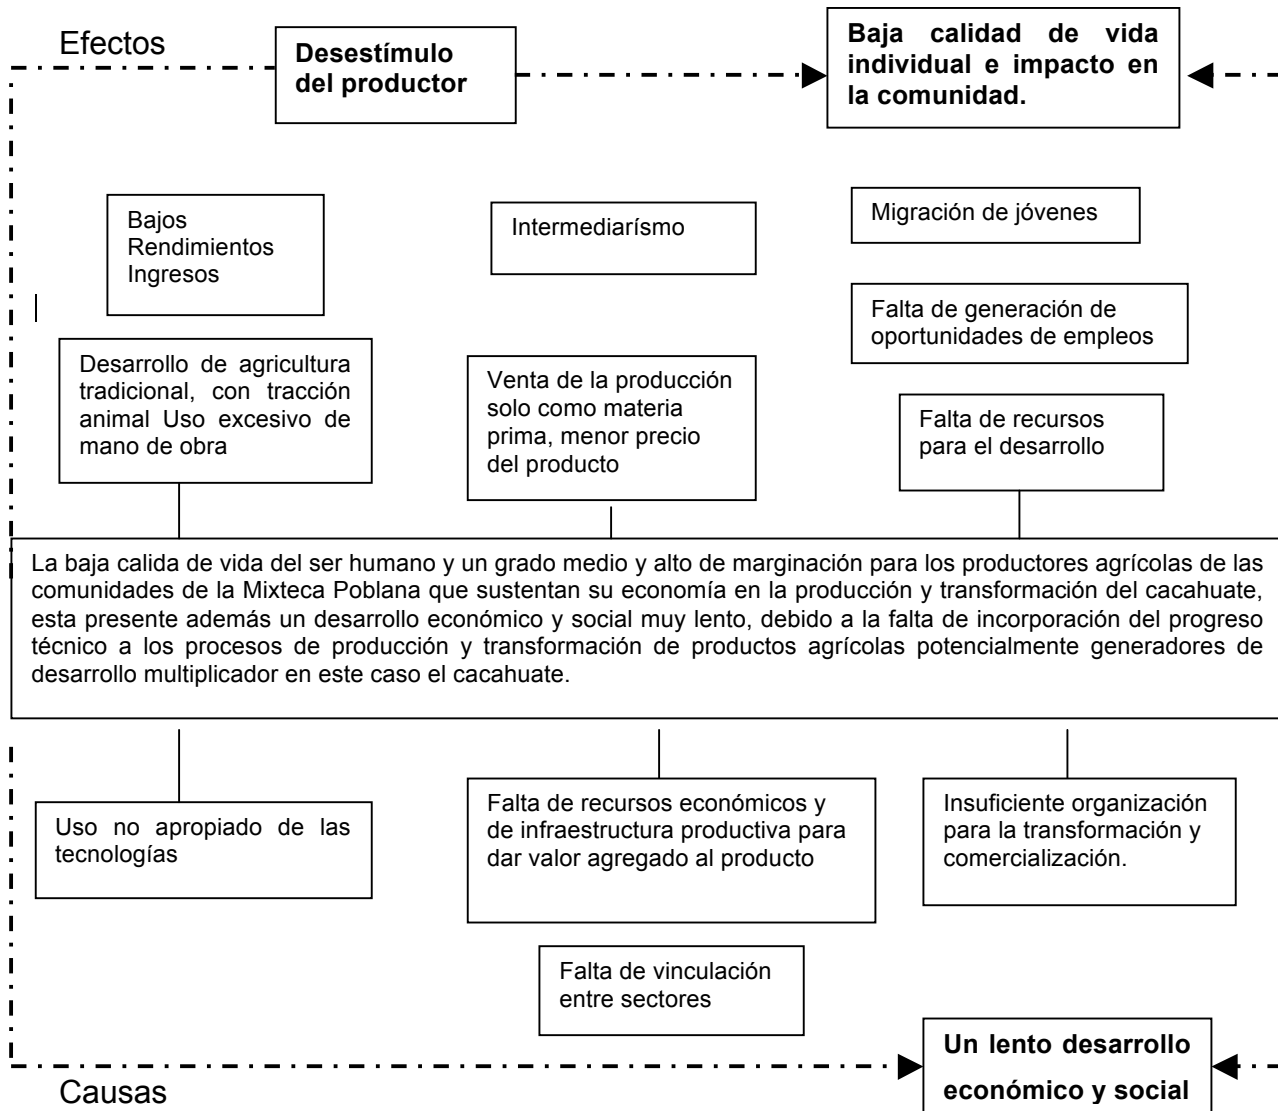 Efectos
Desestímulo
del productor
Baja calidad de vida
individual e impacto en
la comunidad.
Bajos
Rendimientos
Ingresos
Intermediarísmo
Migración de jóvenes
Falta de generación de
oportunidades de empleos
Desarrollo de agricultura
tradicional, con tracción
animal Uso excesivo de
mano de obra
Venta de la producción
solo como materia
prima, menor precio
del producto
Falta de recursos
para el desarrollo
La baja calida de vida del ser humano y un grado medio y alto de marginación para los productores agrícolas de las
comunidades de la Mixteca Poblana que sustentan su economía en la producción y transformación del cacahuate,
esta presente además un desarrollo económico y social muy lento, debido a la falta de incorporación del progreso
técnico a los procesos de producción y transformación de productos agrícolas potencialmente generadores de
desarrollo multiplicador en este caso el cacahuate.
Uso no apropiado de las
tecnologías
Falta de recursos económicos y
de infraestructura productiva para
dar valor agregado al producto
Insuficiente organización
para la transformación y
comercialización.
Falta de vinculación
entre sectores
Un lento desarrollo
económico y social
Causas